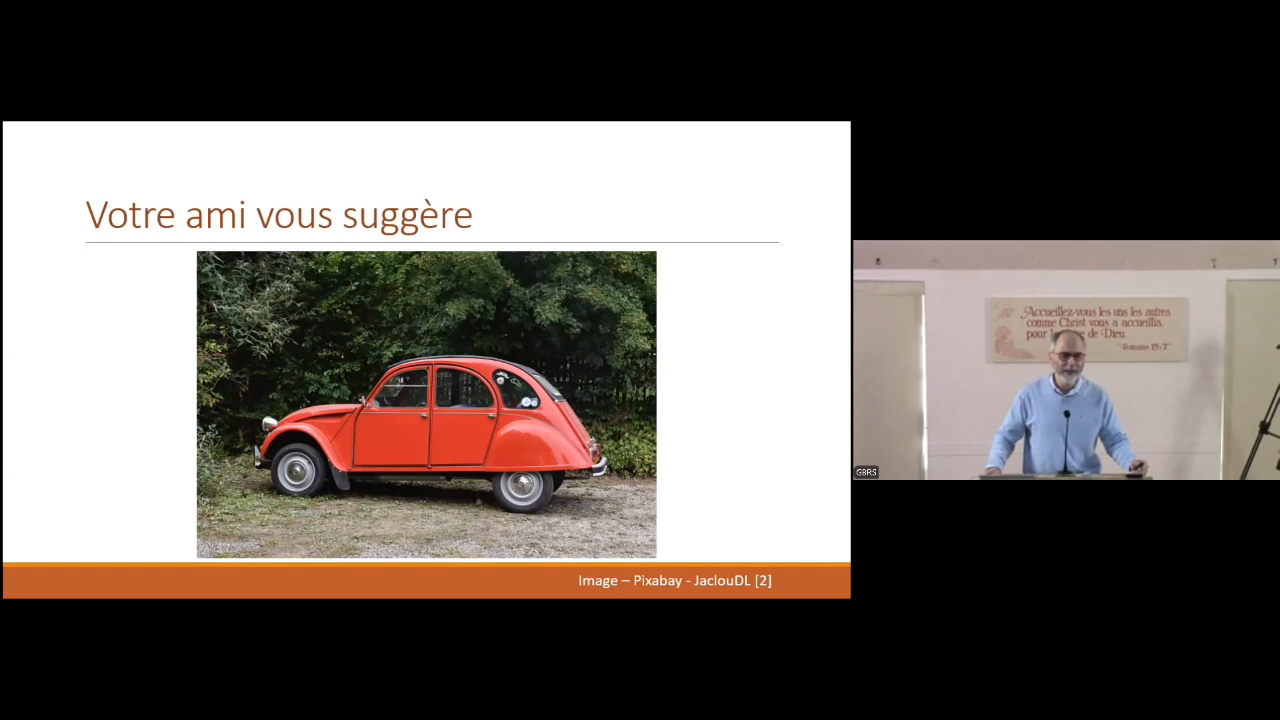 Votre ami vous suggère
Image – Pixabay - JaclouDL [2]
Accueillez-vous les uns les autres
comme Christ vous a accueillis,
pour de Dieu.
Romains 15:7
GBRS